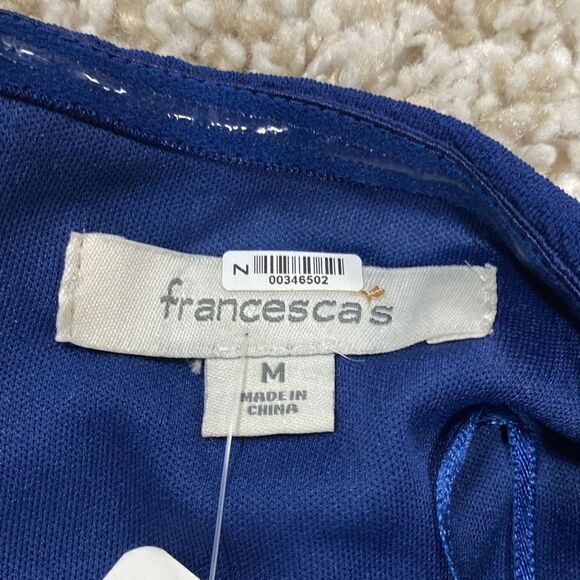 N
00346502
francesca's
M
MADE IN
CHINA